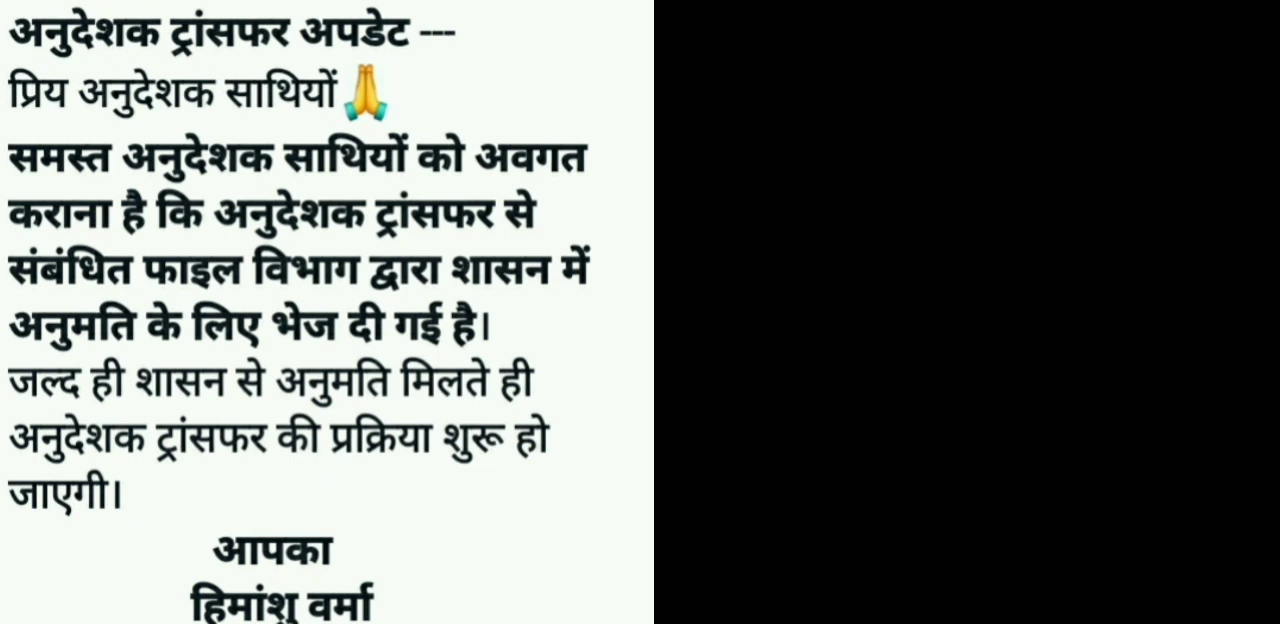 अनुदेशक ट्रांसफर अपडेट ---
प्रिय अनुदेशक साथियों🙏
समस्त अनुदेशक साथियों को अवगत
कराना है कि अनुदेशक ट्रांसफर से
संबंधित फाइल विभाग द्वारा शासन में
अनुमति के लिए भेज दी गई है।
जल्द ही शासन से अनुमति मिलते ही
अनुदेशक ट्रांसफर की प्रक्रिया शुरू हो
जाएगी।
आपका
हिमांशु वर्मा